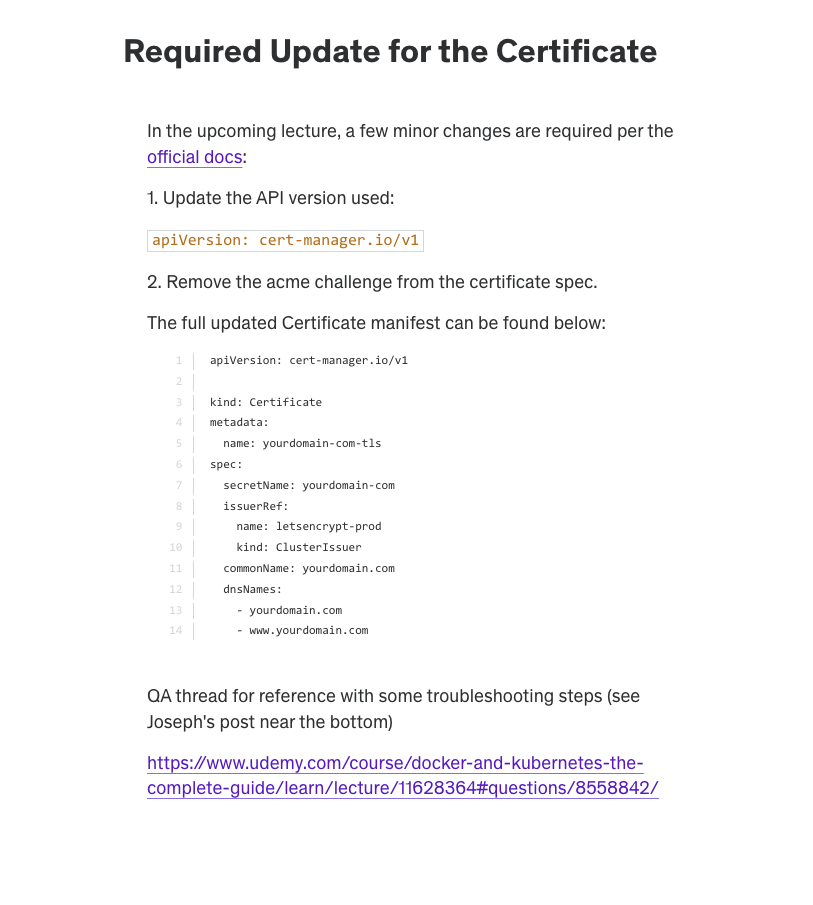 Required Update for the Certificate
In the upcoming lecture, a few minor changes are required per the
official docs:
1. Update the API version used:
apiVersion: cert-manager.io/v1
2. Remove the acme challenge from the certificate spec.
The full updated Certificate manifest can be found below:
1 apiVersion: cert-manager.io/v1
2
3 kind: Certificate
4 metadata:
5   name: yourdomain-com-tls
6 spec:
7   secretName: yourdomain-com
8   issuerRef:
9     name: letsencrypt-prod
10     kind: ClusterIssuer
11   commonName: yourdomain.com
12   dnsNames:
13     - yourdomain.com
14     - www.yourdomain.com
QA thread for reference with some troubleshooting steps (see
Joseph's post near the bottom)
https://www.udemy.com/course/docker-and-kubernetes-the-
complete-guide/learn/lecture/11628364#questions/8558842/